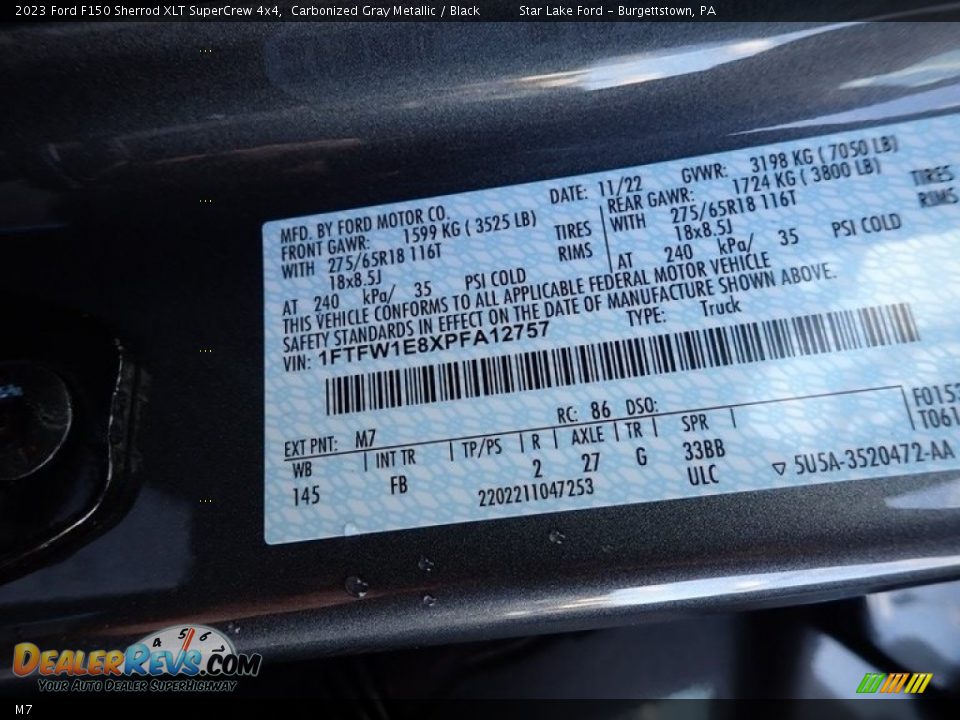 2023 Ford F150 Sherrod XLT SuperCrew 4x4, Carbonized Gray Metallic / Black Star Lake Ford - Burgettstown, PA
MFD. BY FORD MOTOR CO. DATE: 11/22 GVWR: 3198 KG ( 7050 LB)
FRONT GAWR: 1599 KG ( 3525 LB) REAR GAWR: 1724 KG ( 3800 LB)
WITH 275/65R18 116T TIRES WITH 275/65R18 116T TIRES
18x8.5J RIMS 18x8.5J RIMS
AT 240 kPa/ 35 PSI COLD AT 240 kPa/ 35 PSI COLD
THIS VEHICLE CONFORMS TO ALL APPLICABLE FEDERAL MOTOR VEHICLE
SAFETY STANDARDS IN EFFECT ON THE DATE OF MANUFACTURE SHOWN ABOVE.
VIN: 1FTFW1E8XPFA12757 TYPE: Truck
F0153
T061
EXT PNT: M7 RC: 86 DSO:
WB | INT TR | TP/PS | R | AXLE | TR | SPR |
145 FB 2 27 G 33BB
2202211047253 ULC 5U5A-3520472-AA
4 5 6
DEALERREVS.COM
YOUR AUTO DEALER SUPERHIGHWAY
M7